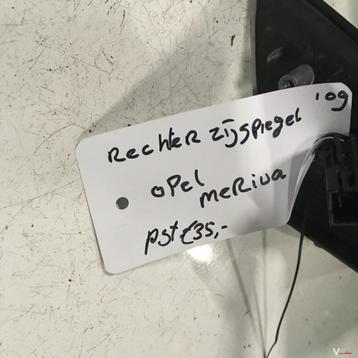 Rechter zijspiegel '09
opel
meriva
pst €35,-